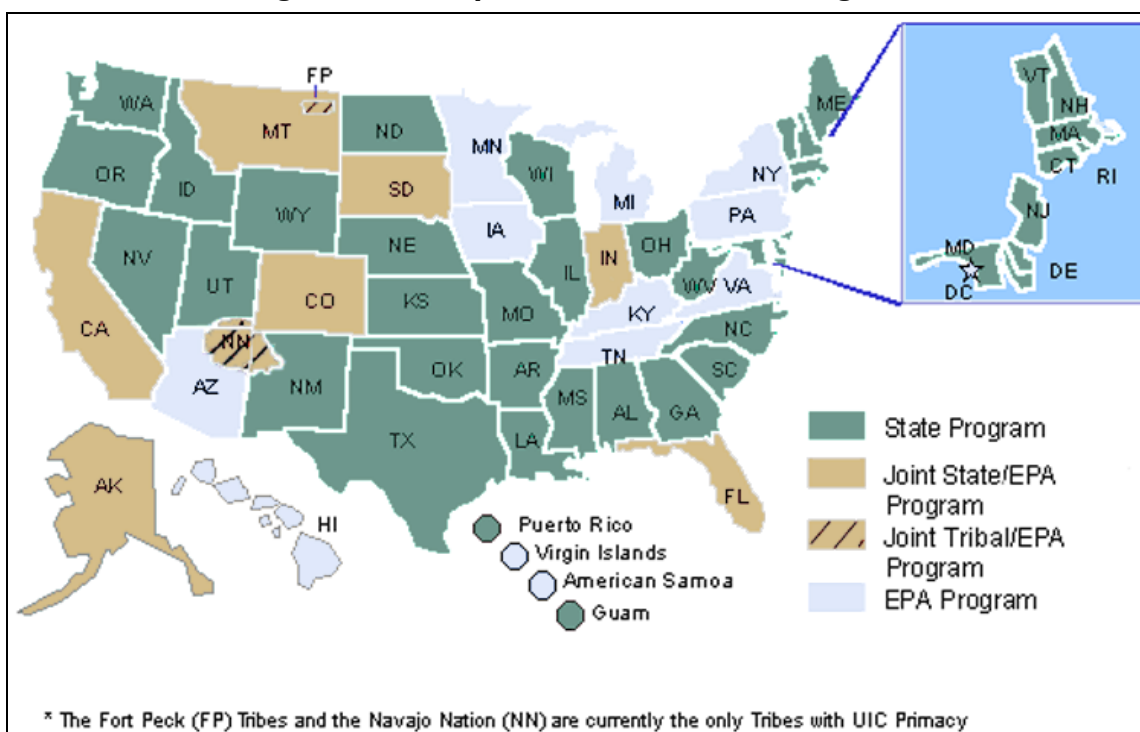 FP
WA
MT
ND
MN
ME
VT
NH
MA
CT
RI
OR
ID
WY
SD
WI
MI
NY
NJ
MD
DE
DC
NV
UT
CO
NE
IA
IL
IN
OH
PA
WV
VA
CA
KS
MO
KY
NN
AZ
NM
OK
AR
TN
NC
SC
TX
LA
MS
AL
GA
FL
AK
HI
State Program
Joint State/EPA
Program
Joint Tribal/EPA
Program
EPA Program
Puerto Rico
Virgin Islands
American Samoa
Guam
* The Fort Peck (FP) Tribes and the Navajo Nation (NN) are currently the only Tribes with UIC Primacy